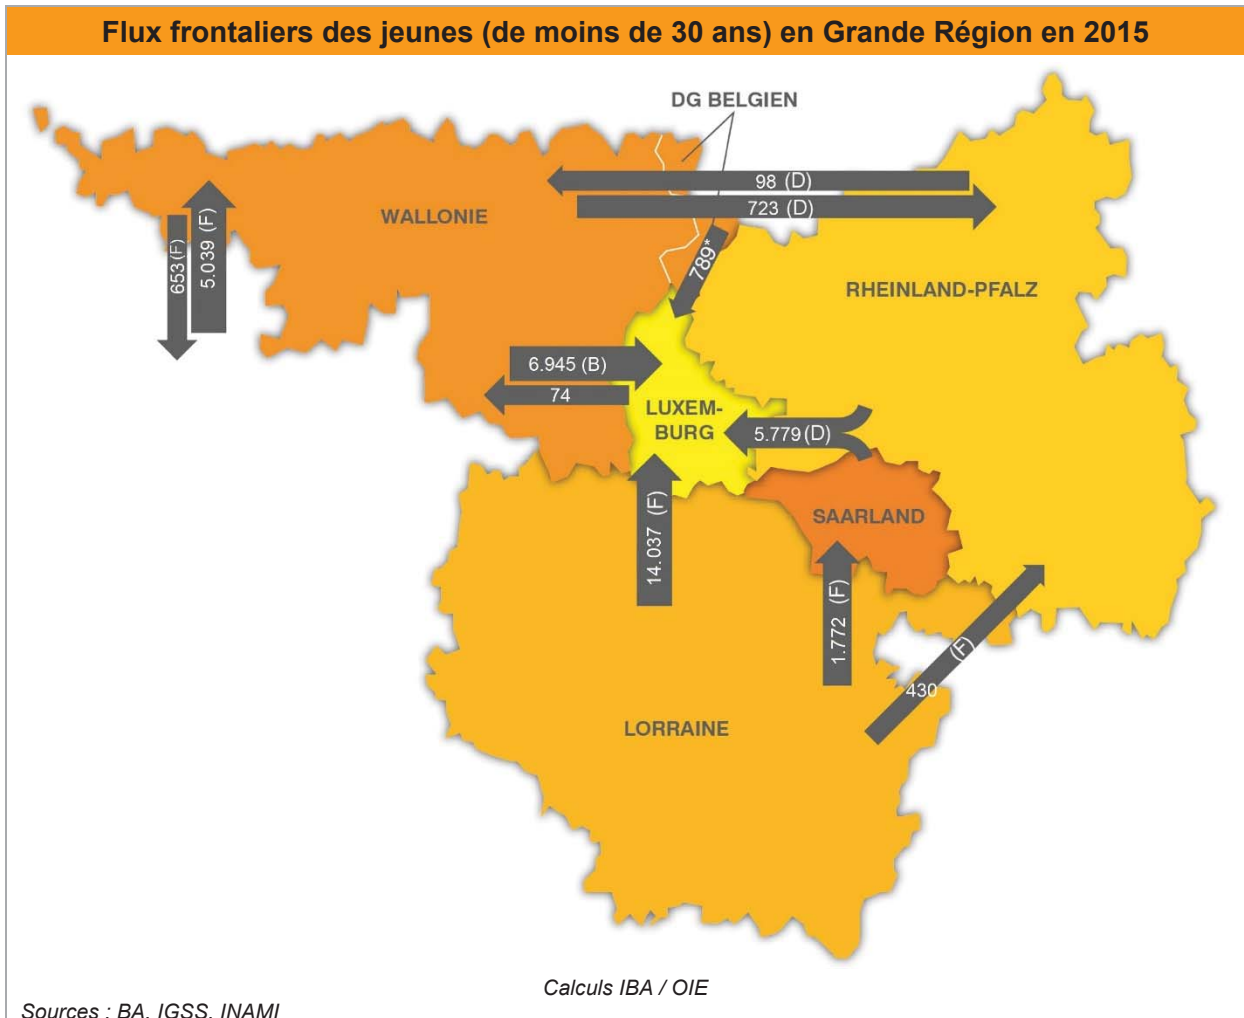 Flux frontaliers des jeunes (de moins de 30 ans) en Grande Région en 2015
DG BELGIEN
98 (D)
723 (D)
WALLONIE
653 (F)
5.039 (F)
789*
RHEINLAND-PFALZ
6.945 (B)
74
LUXEM-
BURG
5.779 (D)
14.037 (F)
SAARLAND
1.772 (F)
430 (F)
LORRAINE
Calculs IBA / OIE
Sources : BA, IGSS, INAMI